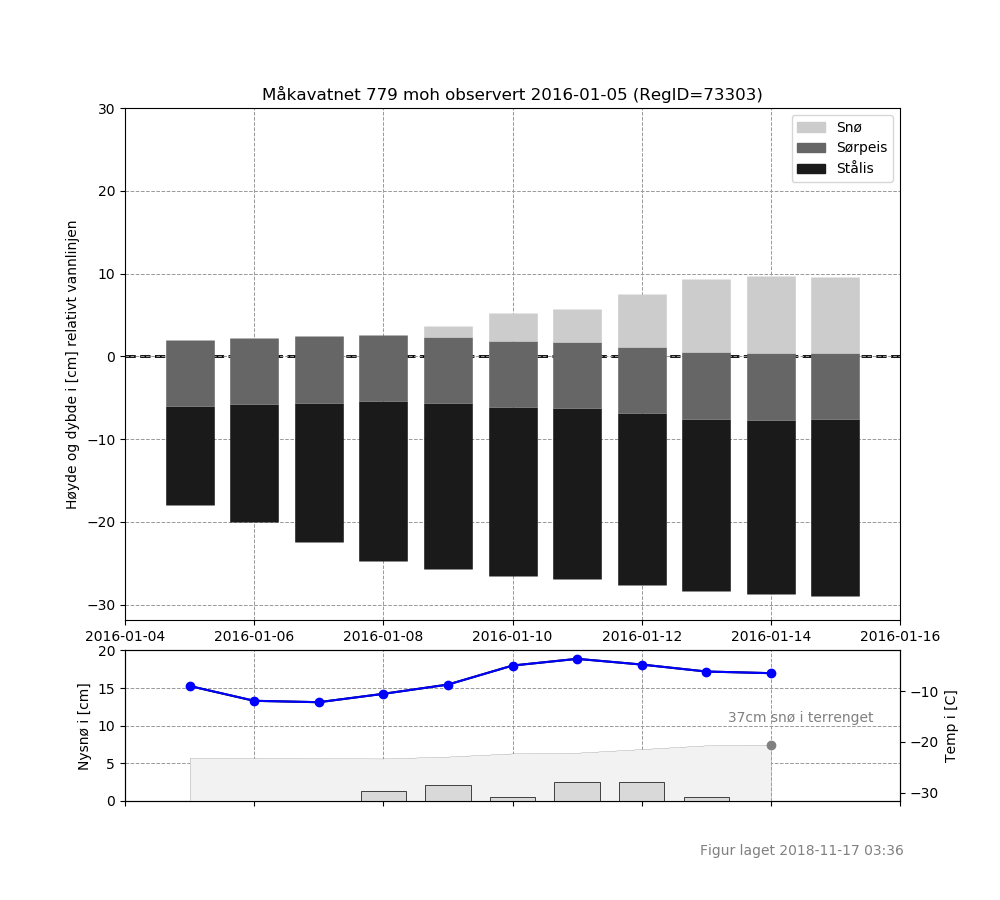 Måkavatnet 779 moh observert 2016-01-05 (RegID=73303)
30
20
10
0
−10
−20
−30
Høyde og dybde i [cm] relativt vannlinjen
Snø
Sørpeis
Stålis
2016-01-04 2016-01-06 2016-01-08 2016-01-10 2016-01-12 2016-01-14 2016-01-16
20
15
10
5
0
Nysnø i [cm]
37cm snø i terrenget
−10
−20
−30
Temp i [C]
Figur laget 2018-11-17 03:36